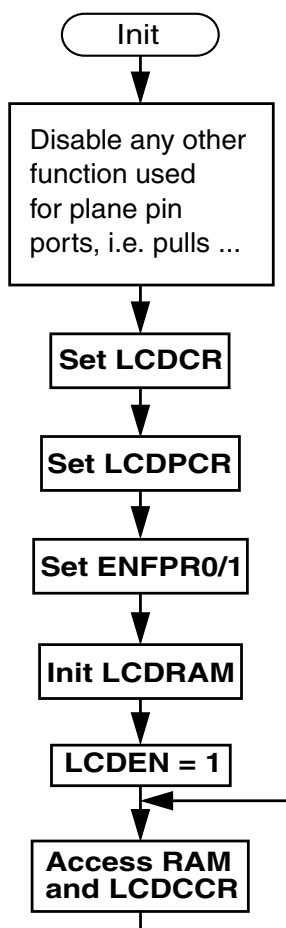 Init
Disable any other
function used
for plane pin
ports, i.e. pulls ...
Set LCDCR
Set LCDPCR
Set ENFPR0/1
Init LCDRAM
LCDEN = 1
Access RAM
and LCDCCR